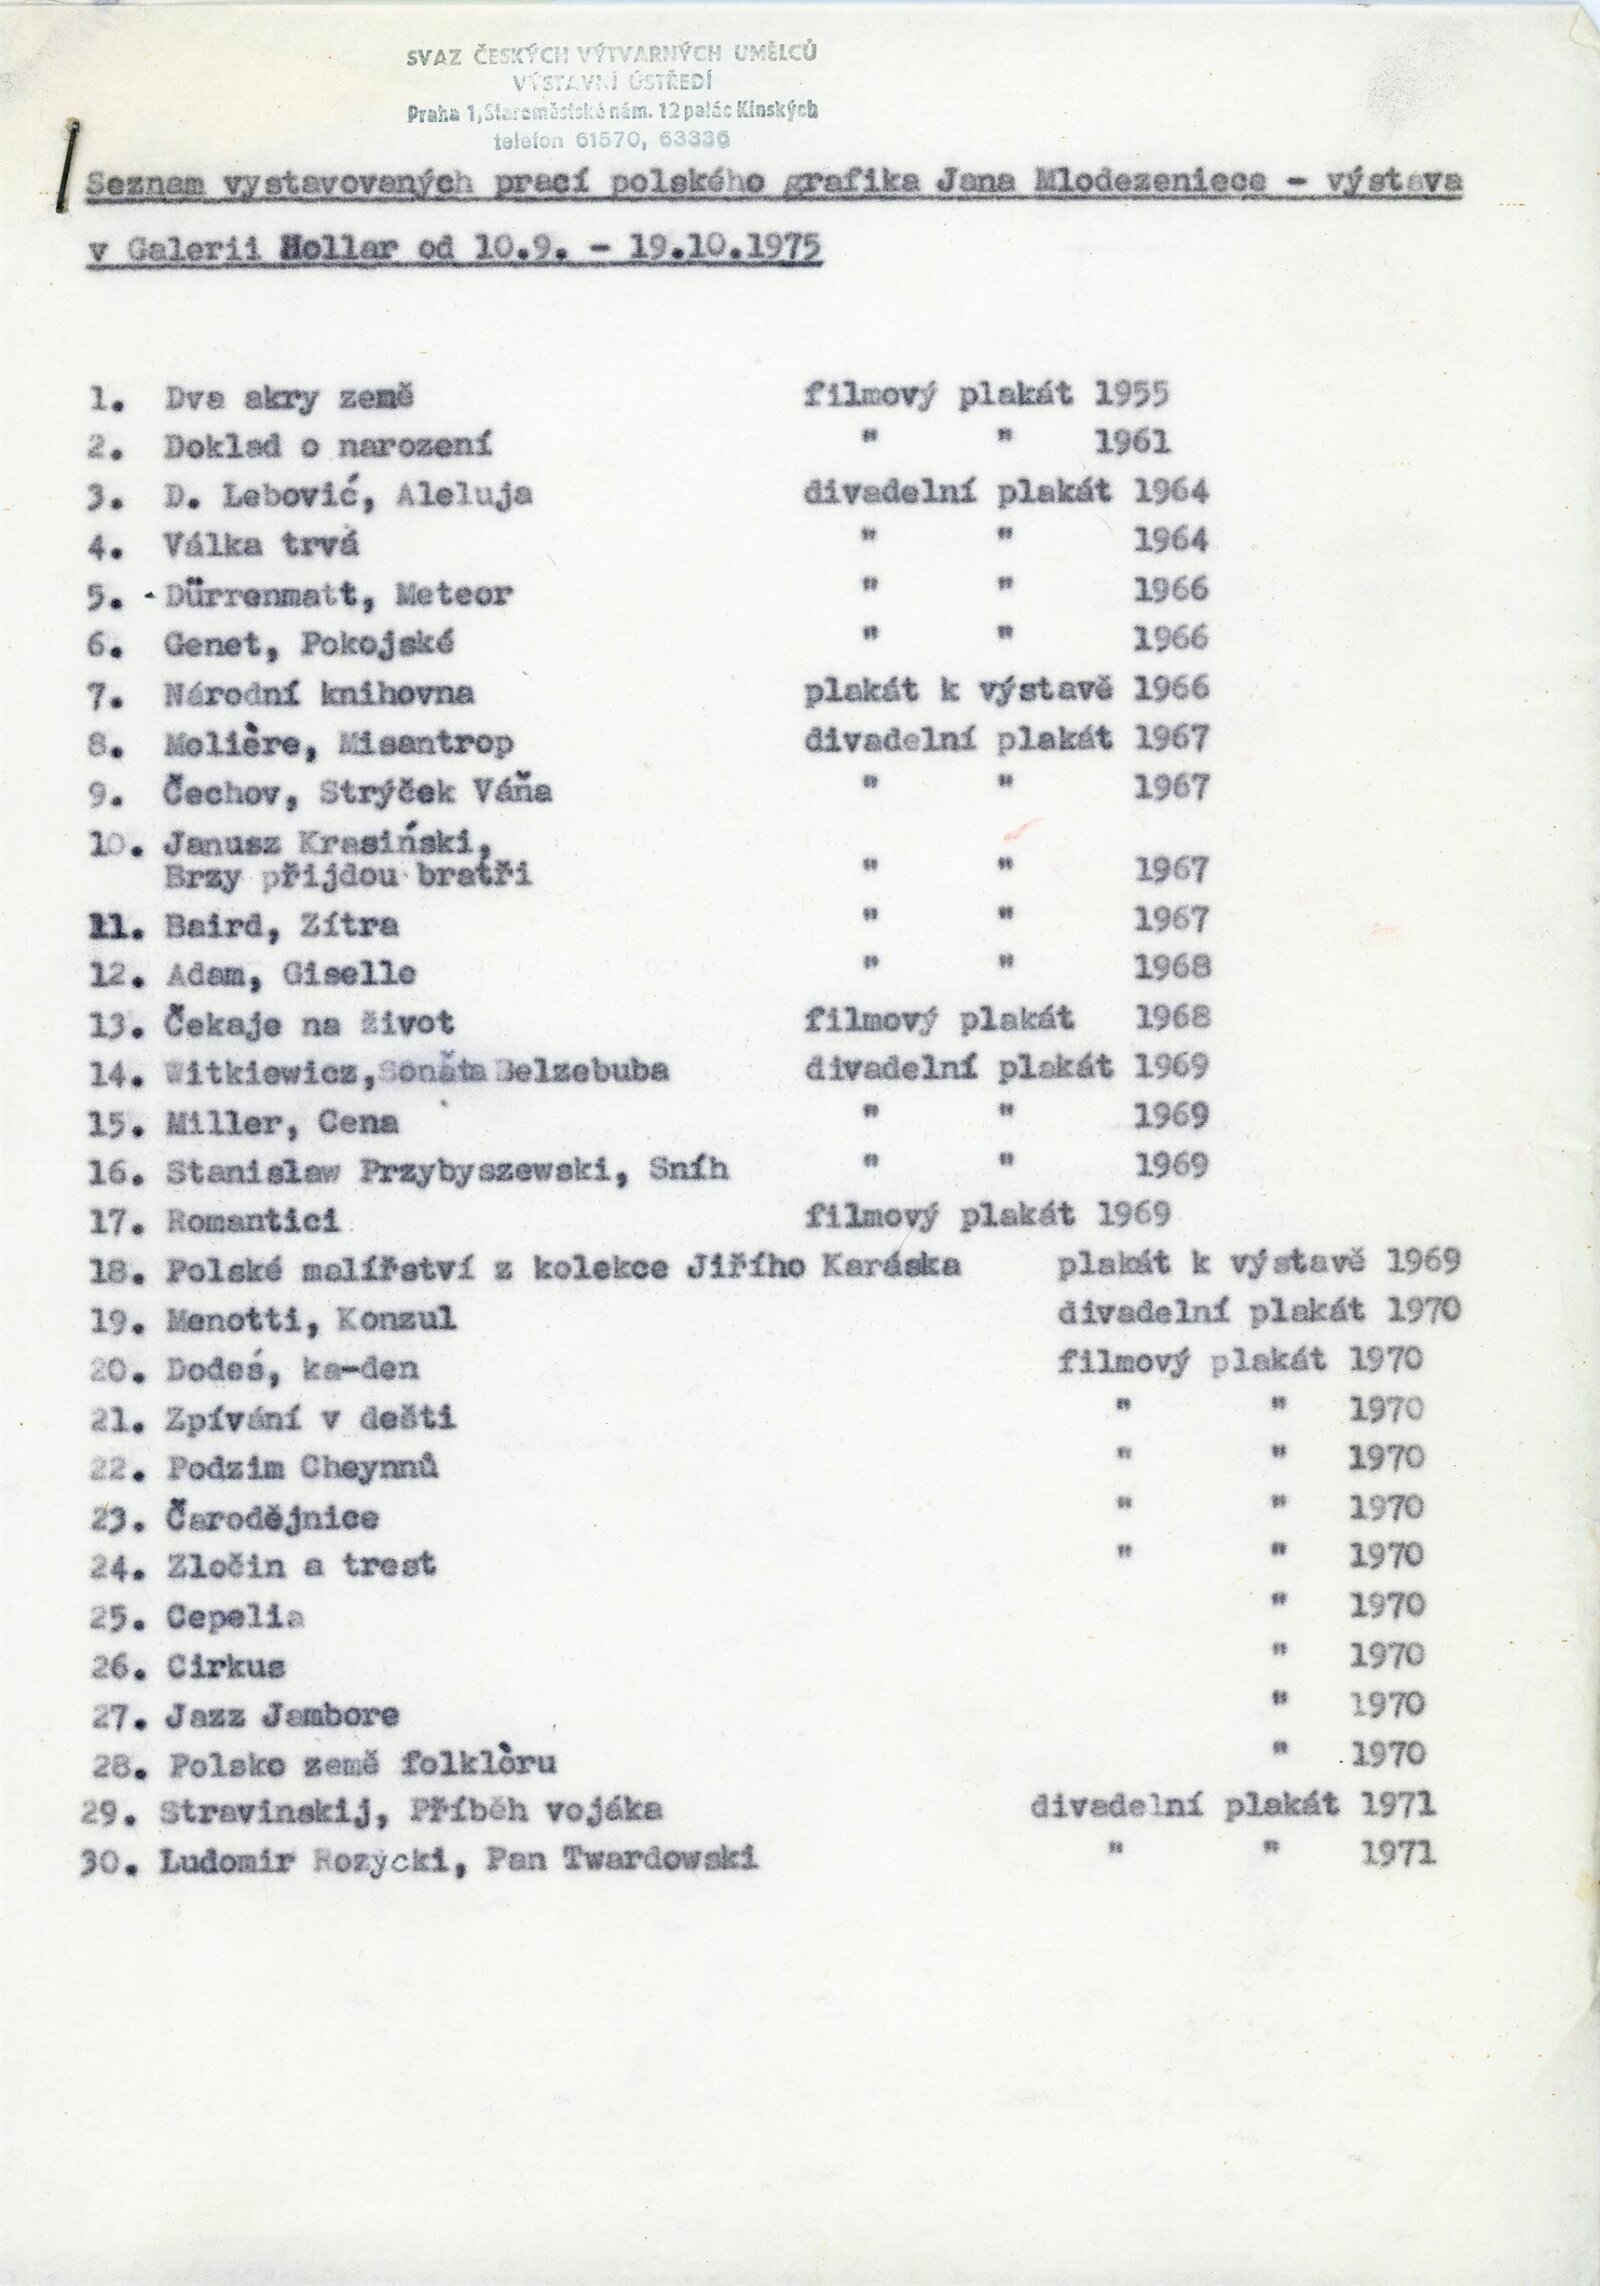 SVAZ ČESKÝCH VÝTVARNÝCH UMĚLCŮ
VÝSTAVNÍ ÚSTŘEDÍ
Praha 1, Staroměstské nám. 12 palác Kinských
telefon 61570, 63336
Seznam vystavovaných prací polského grafika Jana Mlodezeniece - výstava
v Galerii Hollar od 10.9. - 19.10.1975
1. Dva akry země filmový plakát 1955
2. Doklad o narození " " 1961
3. D. Lebović, Aleluja divadelní plakát 1964
4. Válka trvá " " 1964
5. Dürrenmatt, Meteor " " 1966
6. Genet, Pokojské " " 1966
7. Národní knihovna plakát k výstavě 1966
8. Molière, Misantrop divadelní plakát 1967
9. Čechov, Strýček Váňa " " 1967
10. Janusz Krasiński,
Brzy přijdou bratři " " 1967
11. Baird, Zítra " " 1967
12. Adam, Giselle " " 1968
13. Čekaje na život filmový plakát 1968
14. Witkiewicz, Sonáta Belzebuba divadelní plakát 1969
15. Miller, Cena " " 1969
16. Stanislaw Przybyszewski, Sníh " " 1969
17. Romantici filmový plakát 1969
18. Polské malířství z kolekce Jiřího Karáska plakát k výstavě 1969
19. Menotti, Konzul divadelní plakát 1970
20. Dodeś, ka-den filmový plakát 1970
21. Zpívání v dešti " " 1970
22. Podzim Cheynnů " " 1970
23. Čarodějnice " " 1970
24. Zločin a trest " " 1970
25. Cepelia " 1970
26. Cirkus " 1970
27. Jazz Jambore " 1970
28. Polsko země folklòru " 1970
29. Stravinskij, Příběh vojáka divadelní plakát 1971
30. Ludomir Rozycki, Pan Twardowski " " 1971